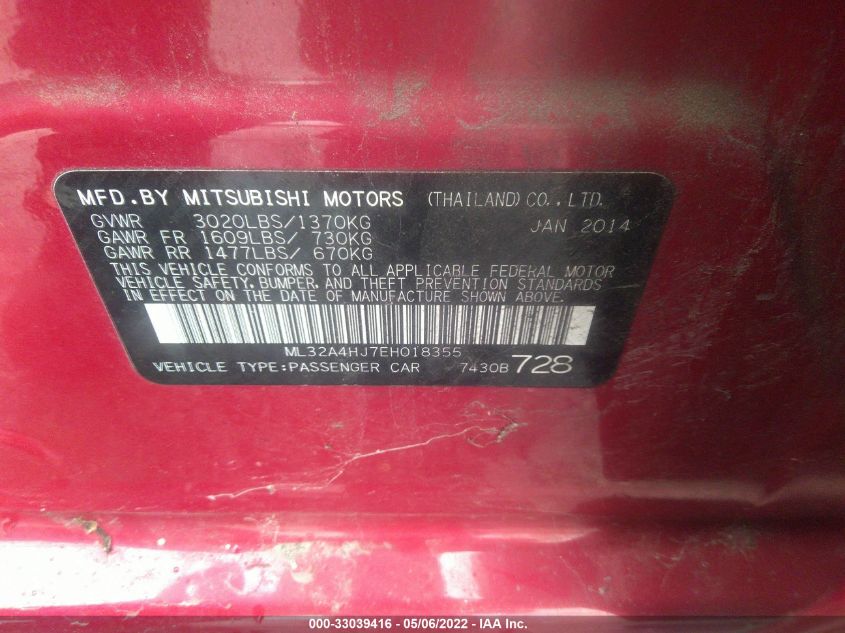 MFD.BY MITSUBISHI MOTORS (THAILAND)CO.,LTD.
GVWR 3020LBS/1370KG JAN 2014
GAWR FR 1609LBS/ 730KG
GAWR RR 1477LBS/ 670KG
THIS VEHICLE CONFORMS TO ALL APPLICABLE FEDERAL MOTOR
VEHICLE SAFETY, BUMPER, AND THEFT PREVENTION STANDARDS
IN EFFECT ON THE DATE OF MANUFACTURE SHOWN ABOVE.
ML32A4HJ7EH018355
VEHICLE TYPE:PASSENGER CAR 7430B 728
000-33039416 - 05/06/2022 - IAA Inc.